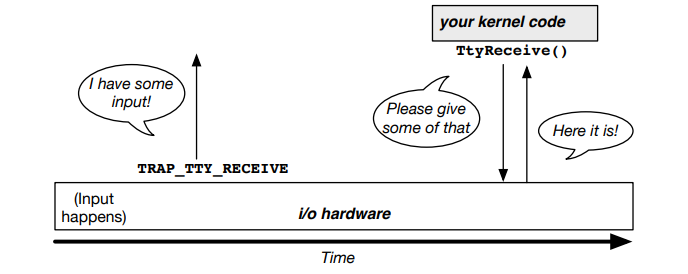 your kernel code
TtyReceive()
I have some
input!
Please give
some of that
Here it is!
TRAP_TTY_RECEIVE
(Input
happens)
i/o hardware
Time